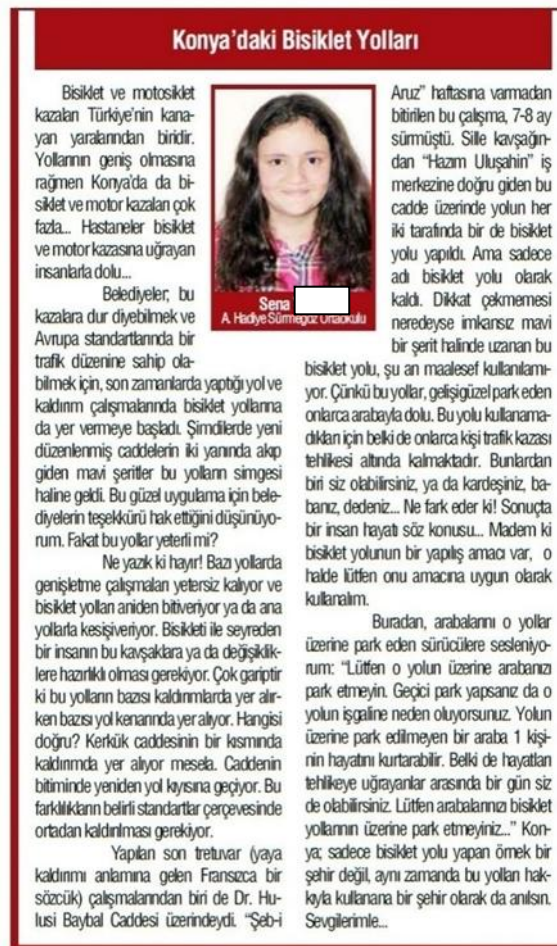 Konya'daki Bisiklet Yolları
Bisiklet ve motosiklet
kazaları Türkiye'nin kana-
yan yaralarından biridir.
Yollarının geniş olmasına
rağmen Konya'da da bi-
siklet ve motor kazaları çok
fazla... Hastaneler bisiklet
ve motor kazasına uğrayan
insanlarla dolu...
Belediyeler; bu
kazalara dur diyebilmek ve
Avrupa standartlarında bir
trafik düzenine sahip ola-
bilmek için, son zamanlarda yaptığı yol ve
kaldırım çalışmalarında bisiklet yollarına
da yer vermeye başladı. Şimdilerde yeni
düzenlenmiş caddelerin iki yanında akıp
giden mavi şeritler bu yolların simgesi
haline geldi. Bu güzel uygulama için bele-
diyelerin teşekkürü hak ettiğini düşünüyo-
rum. Fakat bu yollar yeterli mi?
Ne yazık ki hayır! Bazı yollarda
genişletme çalışmaları yetersiz kalıyor ve
bisiklet yolları aniden bitiveriyor ya da ana
yollarla kesişiveriyor. Bisikleti ile seyreden
bir insanın bu kavşaklara ya da değişiklik-
lere hazırlıklı olması gerekiyor. Çok gariptir
ki bu yolların bazısı kaldırımlarda yer alır-
ken bazısı yol kenarında yer alıyor. Hangisi
doğru? Kerkük caddesinin bir kısmında
kaldırımda yer alıyor mesela. Caddenin
bitiminde yeniden yol kıyısına geçiyor. Bu
farklılıkların belirli standartlar çerçevesinde
ortadan kaldırılması gerekiyor.
Yapılan son tretuvar (yaya
kaldırımı anlamına gelen Fransızca bir
sözcük) çalışmalarından biri de Dr. Hu-
lusi Baybal Caddesi üzerindeydi. "Şeb-i
Sena
A. Hadiye Sürmegöz Ortaokulu
Aruz" haftasına varmadan
bitirilen bu çalışma, 7-8 ay
sürmüştü. Sille kavşağın-
dan "Hazım Uluşahin" iş
merkezine doğru giden bu
cadde üzerinde yolun her
iki tarafında bir de bisiklet
yolu yapıldı. Ama sadece
adı bisiklet yolu olarak
kaldı. Dikkat çekmemesi
neredeyse imkansız mavi
bir şerit halinde uzanan bu
bisiklet yolu, şu an maalesef kullanılamı-
yor. Çünkü bu yollar, gelişigüzel park eden
onlarca arabayla dolu. Bu yolu kullanama-
dıkları için belki de onlarca kişi trafik kazası
tehlikesi altında kalmaktadır. Bunlardan
biri siz olabilirsiniz, ya da kardeşiniz, ba-
banız, dedeniz... Ne fark eder ki! Sonuçta
bir insan hayatı söz konusu... Madem ki
bisiklet yolunun bir yapılış amacı var, o
halde lütfen onu amacına uygun olarak
kullanalım.
Buradan, arabalarını o yollar
üzerine park eden sürücülere sesleniyo-
rum: "Lütfen o yolun üzerine arabanızı
park etmeyin. Geçici park yapsanız da o
yolun işgaline neden oluyorsunuz. Yolun
üzerine park edilmeyen bir araba 1 kişi-
nin hayatını kurtarabilir. Belki de hayatları
tehlikeye uğrayanlar arasında bir gün siz
de olabilirsiniz. Lütfen arabalarınızı bisiklet
yollarının üzerine park etmeyiniz..." Kon-
ya; sadece bisiklet yolu yapan örnek bir
şehir değil, aynı zamanda bu yolları hak-
kıyla kullanana bir şehir olarak da anılsın.
Sevgilerimle...